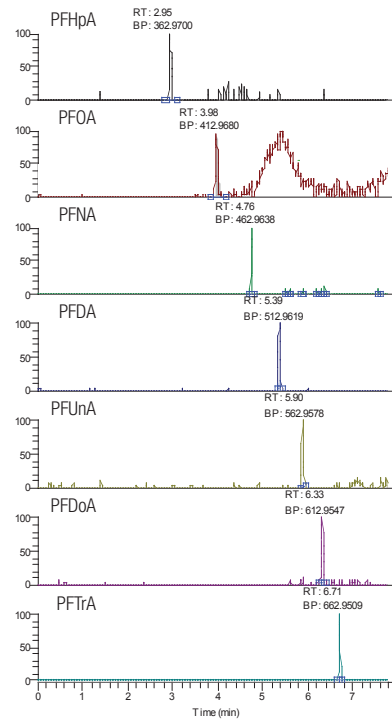 RT: 2.95
PFHpA
BP: 362.9700
100
50
0
RT: 3.98
PFOA
BP: 412.9680
100
50
0
RT: 4.76
PFNA
BP: 462.9638
100
50
0
RT: 5.39
PFDA
BP: 512.9619
100
50
0
RT: 5.90
PFUnA
BP: 562.9578
100
50
0
RT: 6.33
PFDoA
BP: 612.9547
100
50
0
RT: 6.71
PFTrA
BP: 662.9509
100
50
0
0 1 2 3 4 5 6 7
Time (min)